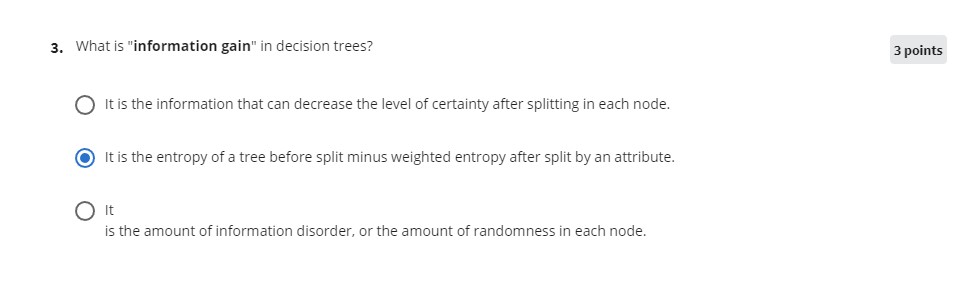 3. What is "information gain" in decision trees?
3 points
It is the information that can decrease the level of certainty after splitting in each node.
It is the entropy of a tree before split minus weighted entropy after split by an attribute.
It
is the amount of information disorder, or the amount of randomness in each node.